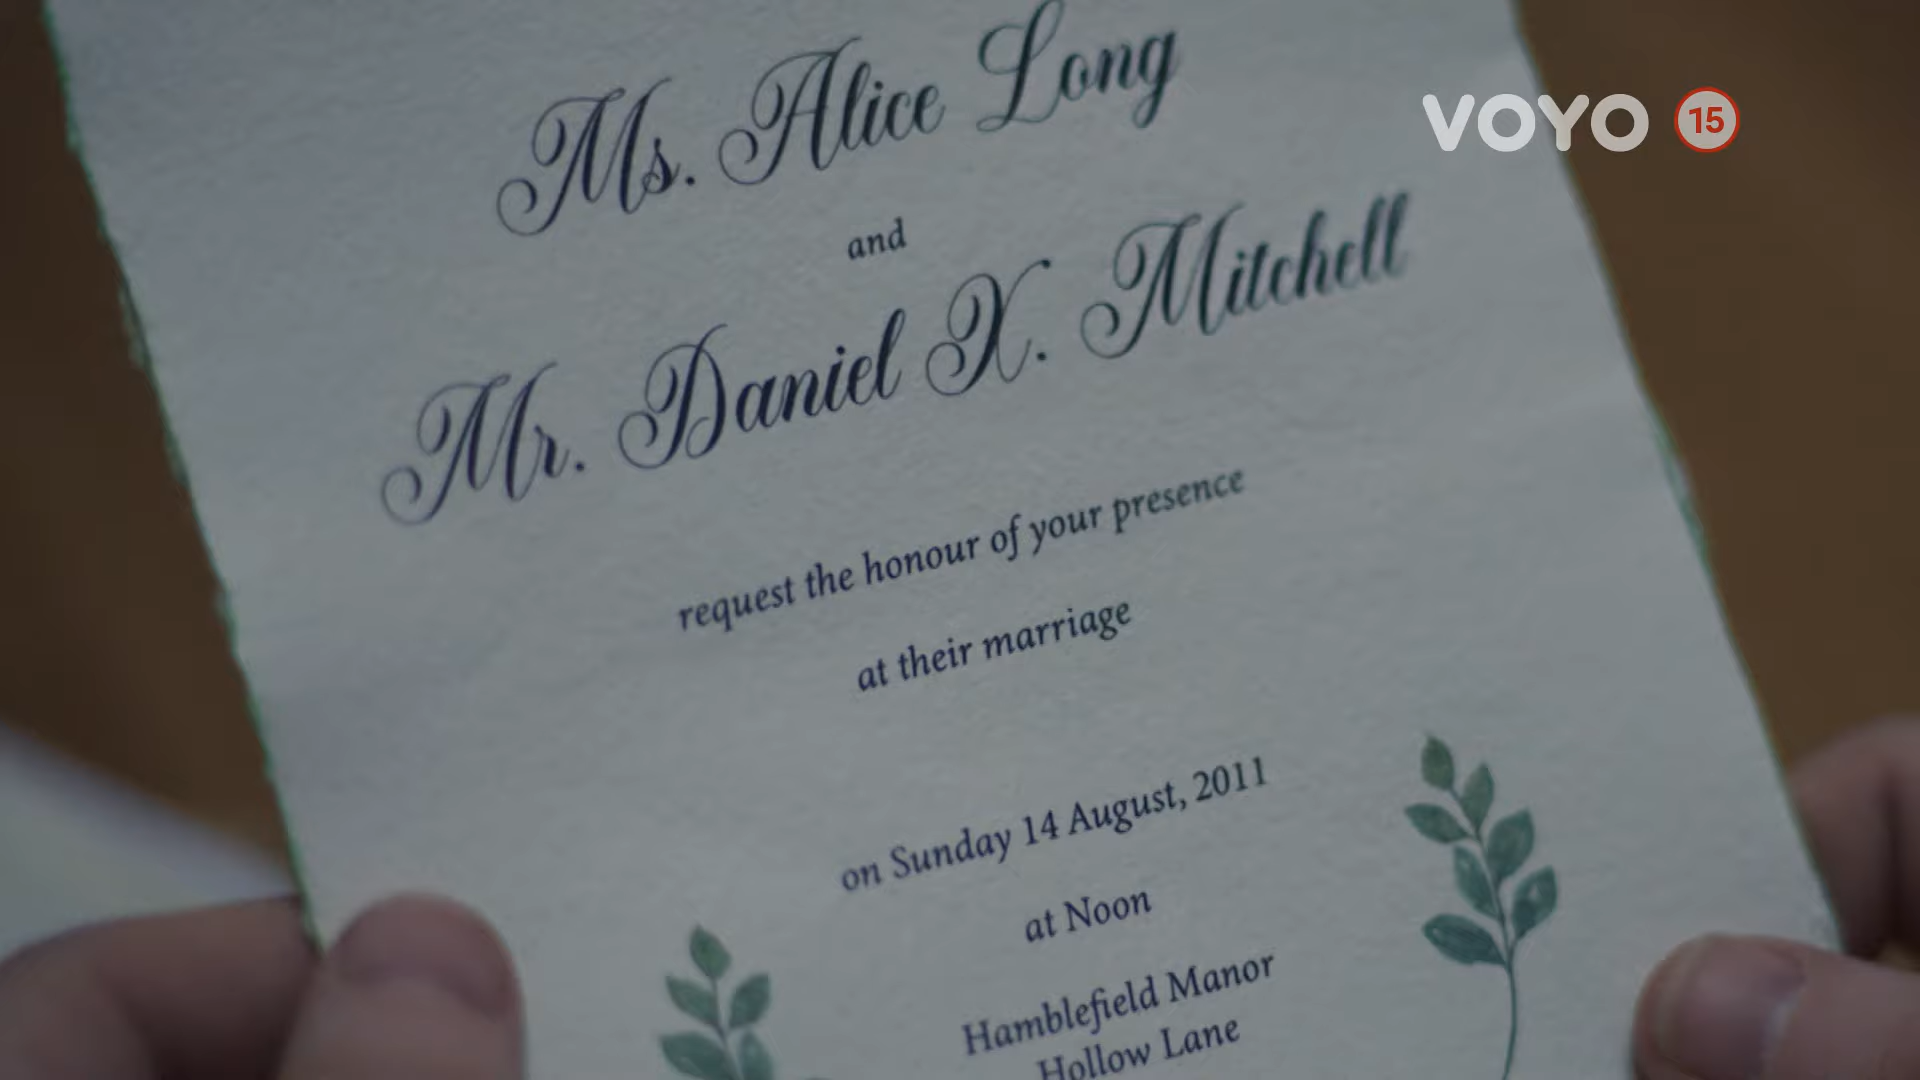 VOYO 15
Ms. Alice Long
and
Mr. Daniel X. Mitchell
request the honour of your presence
at their marriage
on Sunday 14 August, 2011
at Noon
Hamblefield Manor
Hollow Lane